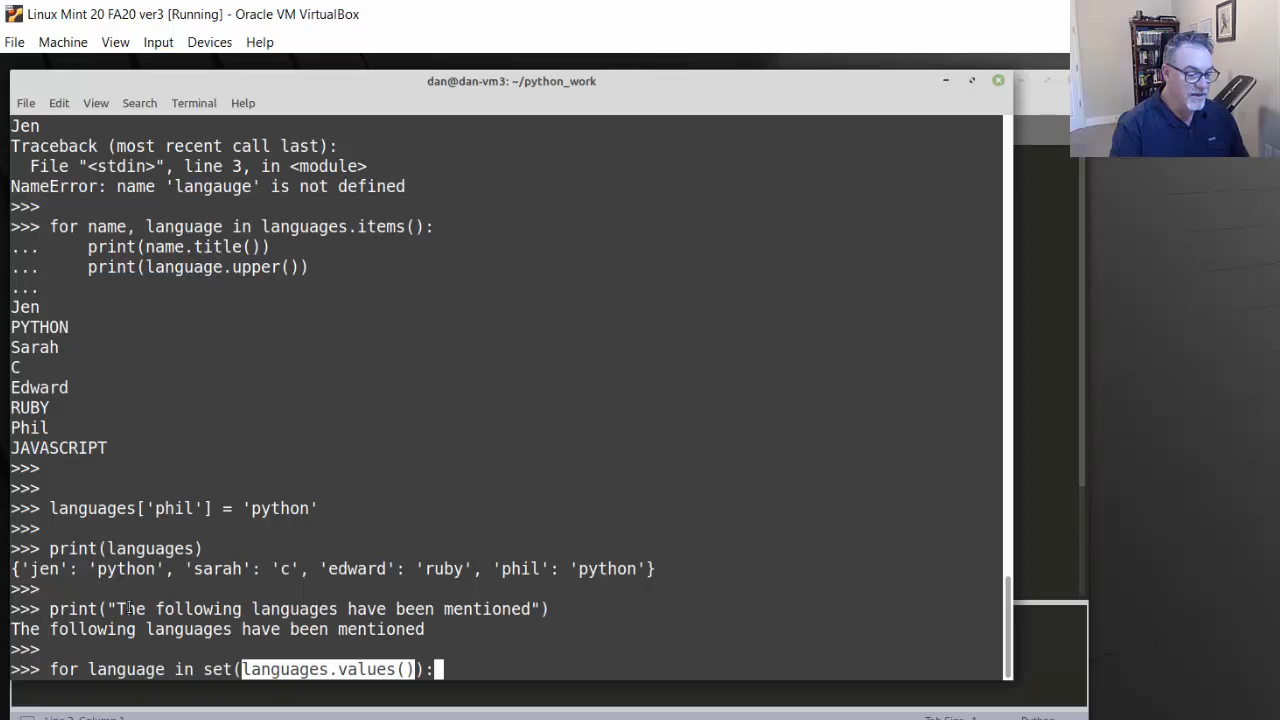 Linux Mint 20 FA20 ver3 [Running] - Oracle VM VirtualBox
File Machine View Input Devices Help
dan@dan-vm3: ~/python_work
File Edit View Search Terminal Help
Jen
Traceback (most recent call last):
  File "<stdin>", line 3, in <module>
NameError: name 'langauge' is not defined
>>>
>>> for name, language in languages.items():
...     print(name.title())
...     print(language.upper())
...
Jen
PYTHON
Sarah
C
Edward
RUBY
Phil
JAVASCRIPT
>>>
>>>
>>> languages['phil'] = 'python'
>>>
>>> print(languages)
{'jen': 'python', 'sarah': 'c', 'edward': 'ruby', 'phil': 'python'}
>>>
>>> print("The following languages have been mentioned")
The following languages have been mentioned
>>>
>>> for language in set(languages.values()):